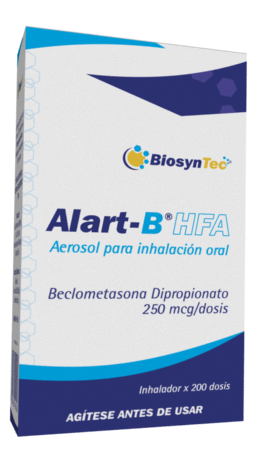 BiosynTec
Alart-B® HFA
Aerosol para inhalación oral
Beclometasona Dipropionato
250 mcg/dosis
Inhalador x 200 dosis
AGÍTESE ANTES DE USAR